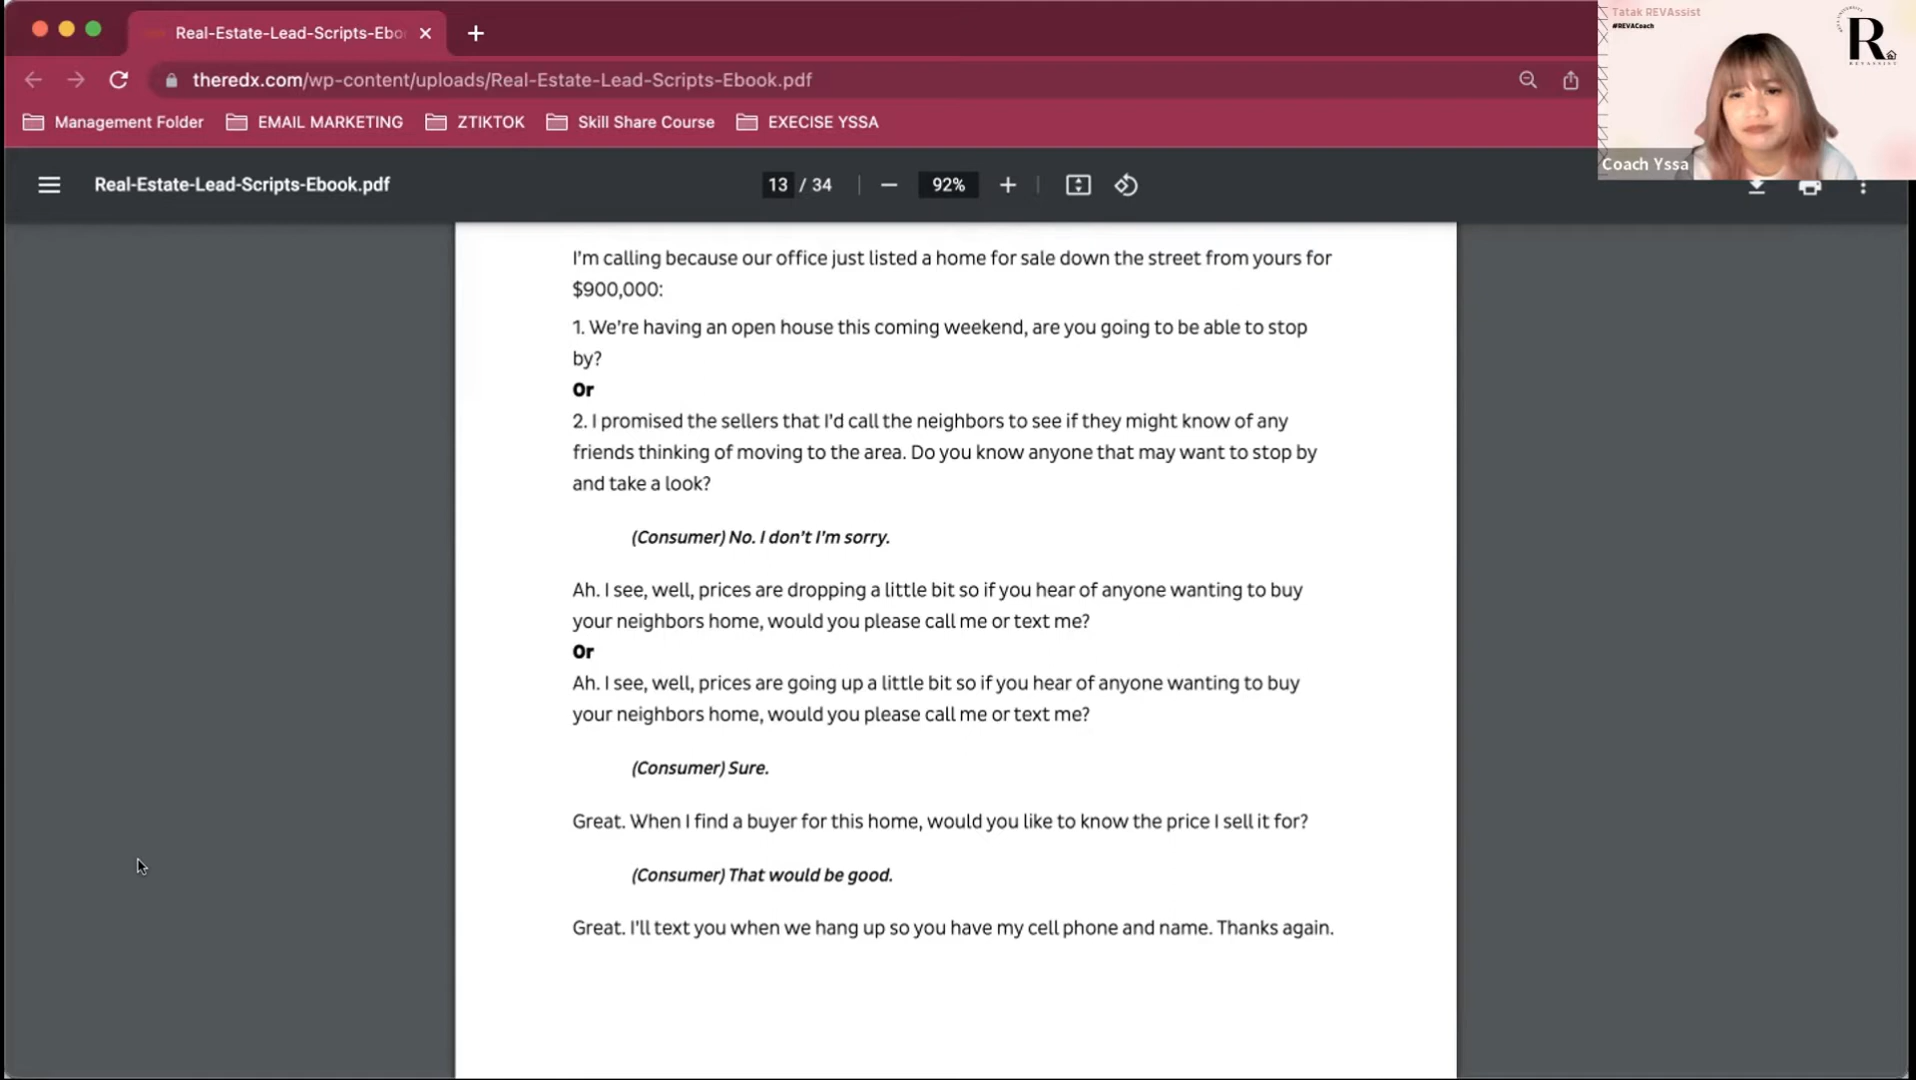 Real-Estate-Lead-Scripts-Ebo
theredx.com/wp-content/uploads/Real-Estate-Lead-Scripts-Ebook.pdf
Management Folder EMAIL MARKETING ZTIKTOK Skill Share Course EXECISE YSSA
Tatak REVAssist
#REVACoach
R
REVASSIST
Coach Yssa
Real-Estate-Lead-Scripts-Ebook.pdf 13 / 34 92%
I'm calling because our office just listed a home for sale down the street from yours for
$900,000:
1. We're having an open house this coming weekend, are you going to be able to stop
by?
Or
2. I promised the sellers that I'd call the neighbors to see if they might know of any
friends thinking of moving to the area. Do you know anyone that may want to stop by
and take a look?
(Consumer) No. I don't I'm sorry.
Ah. I see, well, prices are dropping a little bit so if you hear of anyone wanting to buy
your neighbors home, would you please call me or text me?
Or
Ah. I see, well, prices are going up a little bit so if you hear of anyone wanting to buy
your neighbors home, would you please call me or text me?
(Consumer) Sure.
Great. When I find a buyer for this home, would you like to know the price I sell it for?
(Consumer) That would be good.
Great. I'll text you when we hang up so you have my cell phone and name. Thanks again.